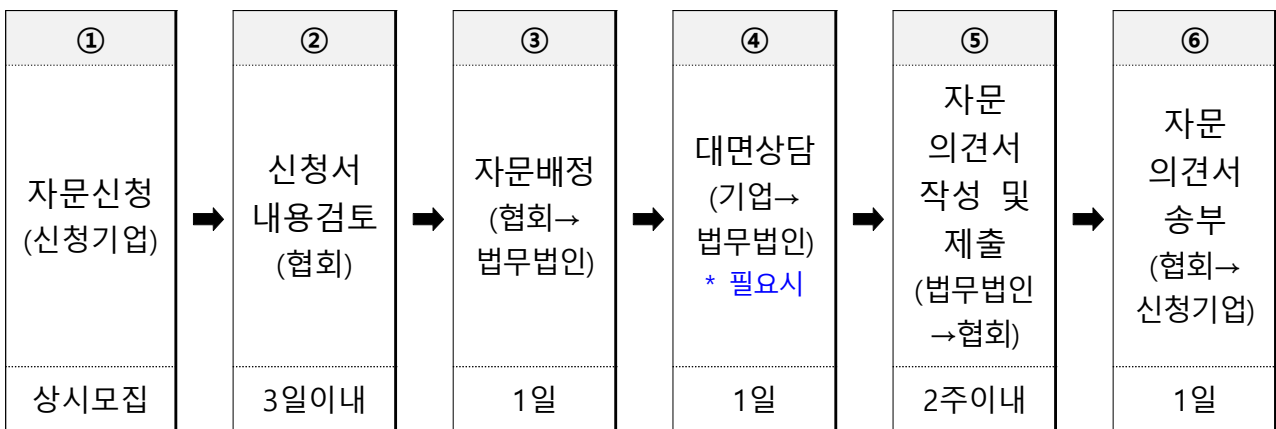 ①
자문신청
(신청기업)
상시모집
➡
②
신청서
내용검토
(협회)
3일이내
➡
③
자문배정
(협회→
법무법인)
1일
➡
④
대면상담
(기업→
법무법인)
* 필요시
1일
➡
⑤
자문
의견서
작성 및
제출
(법무법인
→협회)
2주이내
➡
⑥
자문
의견서
송부
(협회→
신청기업)
1일